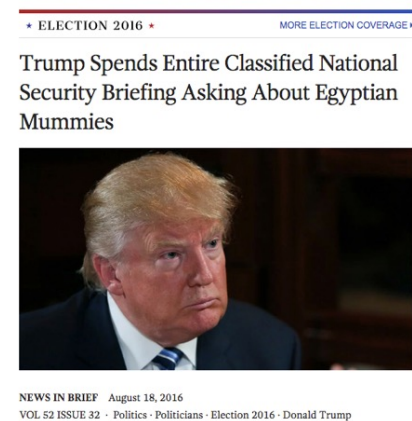 ★ ELECTION 2016 ★
MORE ELECTION COVERAGE
Trump Spends Entire Classified National
Security Briefing Asking About Egyptian
Mummies
NEWS IN BRIEF August 18, 2016
VOL 52 ISSUE 32 · Politics · Politicians · Election 2016 · Donald Trump